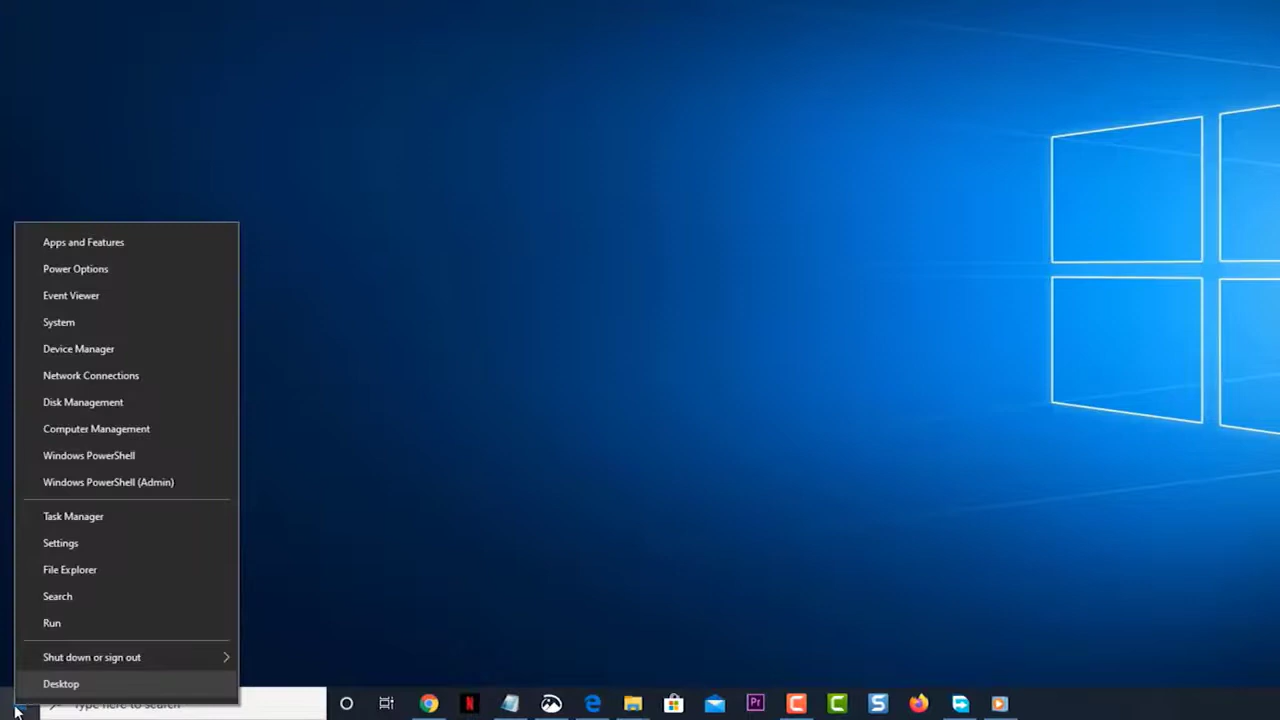 Apps and Features
Power Options
Event Viewer
System
Device Manager
Network Connections
Disk Management
Computer Management
Windows PowerShell
Windows PowerShell (Admin)
Task Manager
Settings
File Explorer
Search
Run
Shut down or sign out
Desktop
Type here to search
N
Pr
C
C
S